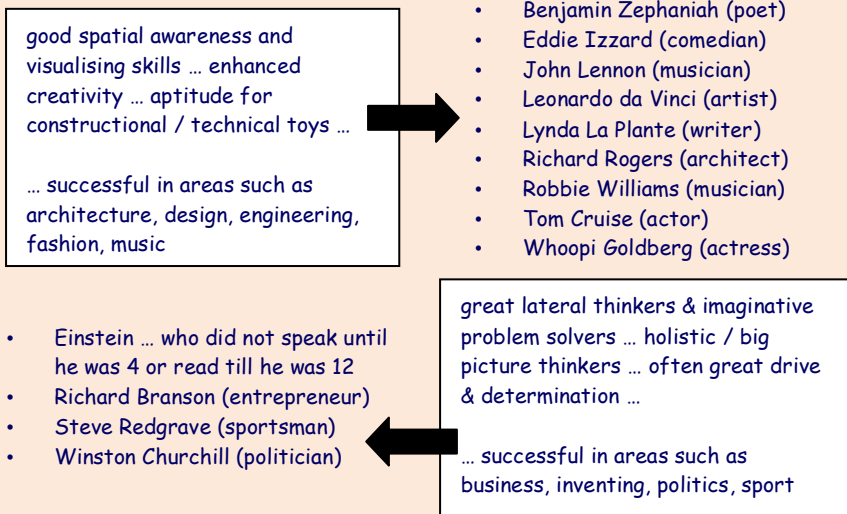 good spatial awareness and
visualising skills … enhanced
creativity … aptitude for
constructional / technical toys …
… successful in areas such as
architecture, design, engineering,
fashion, music
• Benjamin Zephaniah (poet)
• Eddie Izzard (comedian)
• John Lennon (musician)
• Leonardo da Vinci (artist)
• Lynda La Plante (writer)
• Richard Rogers (architect)
• Robbie Williams (musician)
• Tom Cruise (actor)
• Whoopi Goldberg (actress)
• Einstein … who did not speak until
he was 4 or read till he was 12
• Richard Branson (entrepreneur)
• Steve Redgrave (sportsman)
• Winston Churchill (politician)
great lateral thinkers & imaginative
problem solvers … holistic / big
picture thinkers … often great drive
& determination …
… successful in areas such as
business, inventing, politics, sport